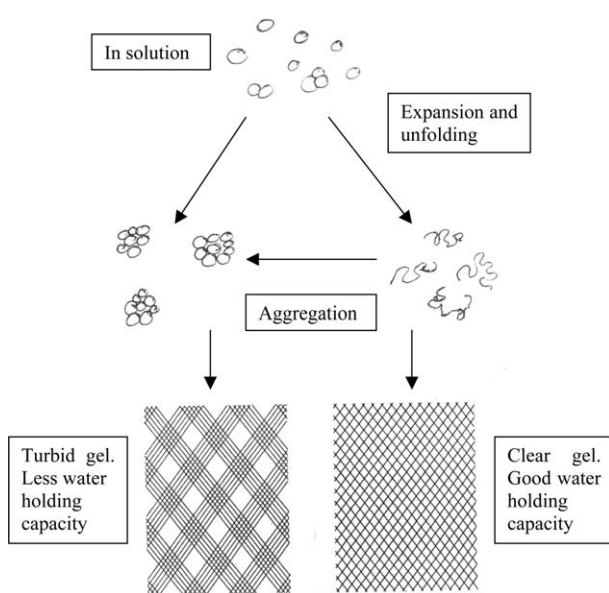 In solution
Expansion and
unfolding
Aggregation
Turbid gel.
Less water
holding
capacity
Clear gel.
Good water
holding
capacity